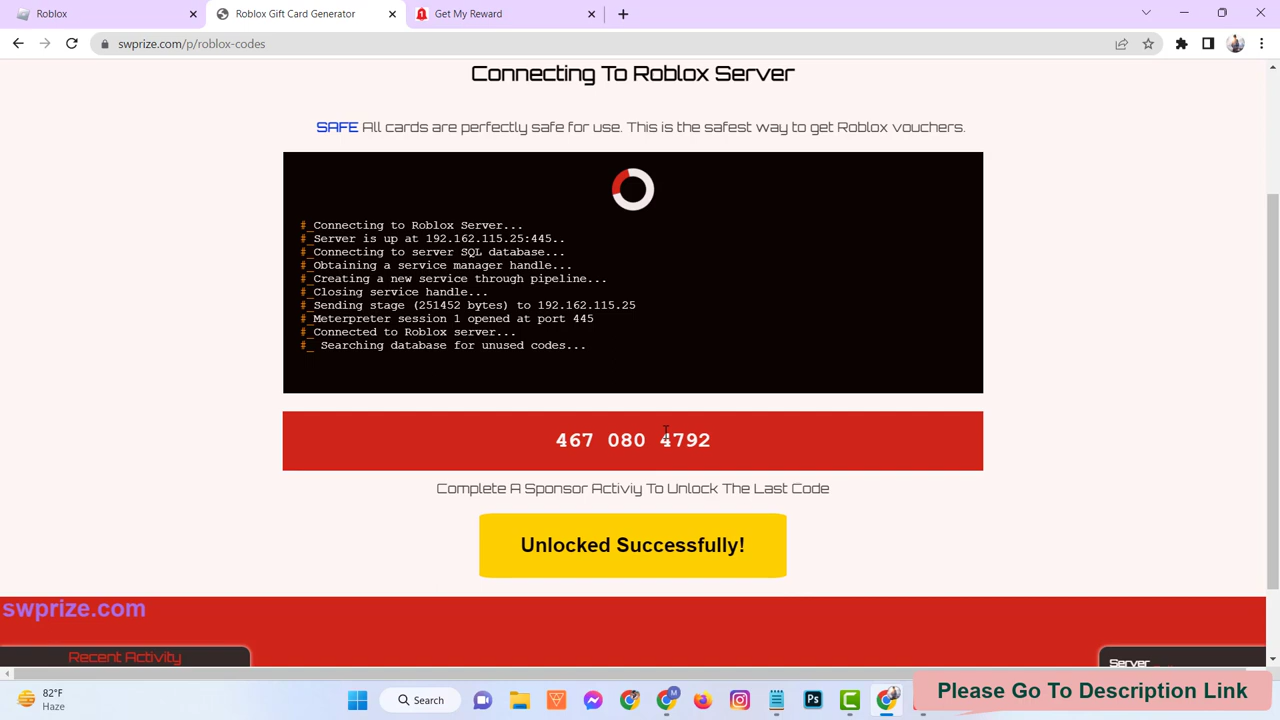 Roblox
Roblox Gift Card Generator
Get My Reward
swprize.com/p/roblox-codes
Connecting To Roblox Server
SAFE All cards are perfectly safe for use. This is the safest way to get Roblox vouchers.
#_Connecting to Roblox Server...
#_Server is up at 192.162.115.25:445..
#_Connecting to server SQL database...
#_Obtaining a service manager handle...
#_Creating a new service through pipeline...
#_Closing service handle...
#_Sending stage (251452 bytes) to 192.162.115.25
#_Meterpreter session 1 opened at port 445
#_Connected to Roblox server...
#_ Searching database for unused codes...
467 080 4792
Complete A Sponsor Activiy To Unlock The Last Code
Unlocked Successfully!
swprize.com
Recent Activity
Server
82°F
Haze
Search
Please Go To Description Link